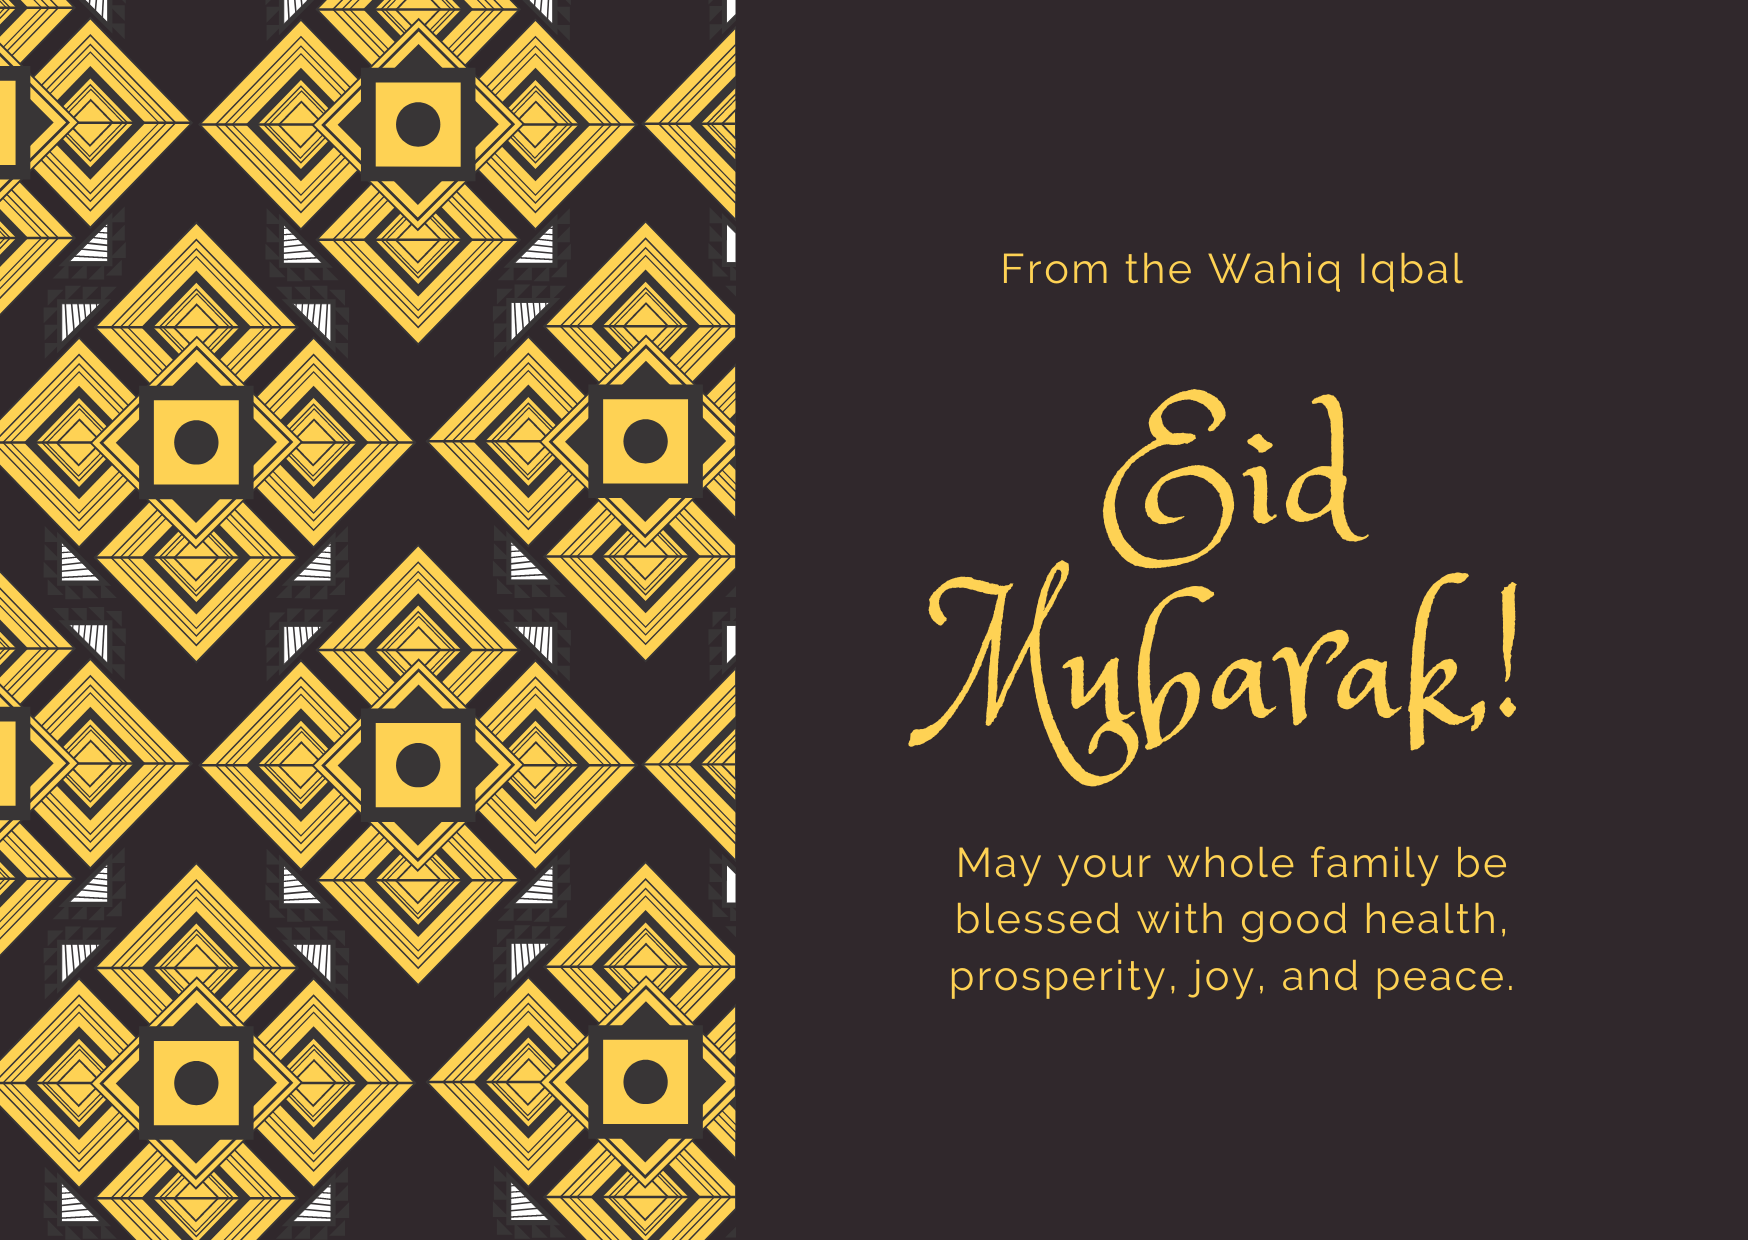 From the Wahiq Iqbal
Eid
Mubarak,!
May your whole family be
blessed with good health,
prosperity, joy, and peace.